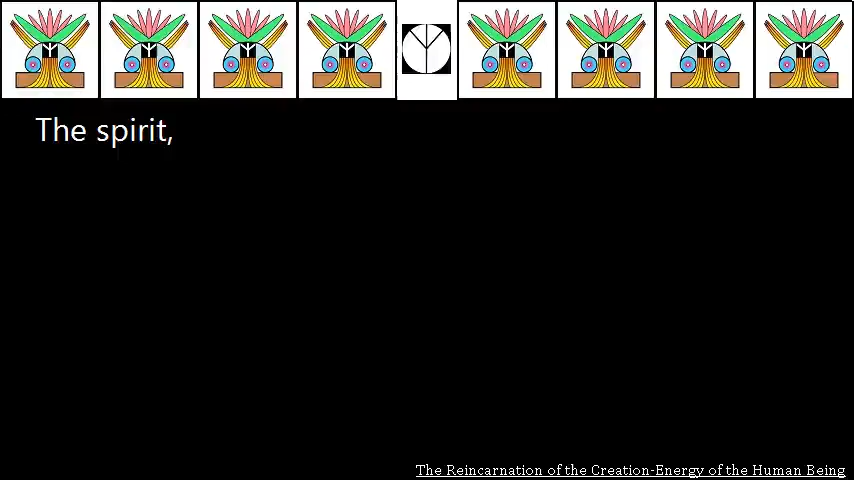 The spirit,
The Reincarnation of the Creation-Energy of the Human Being